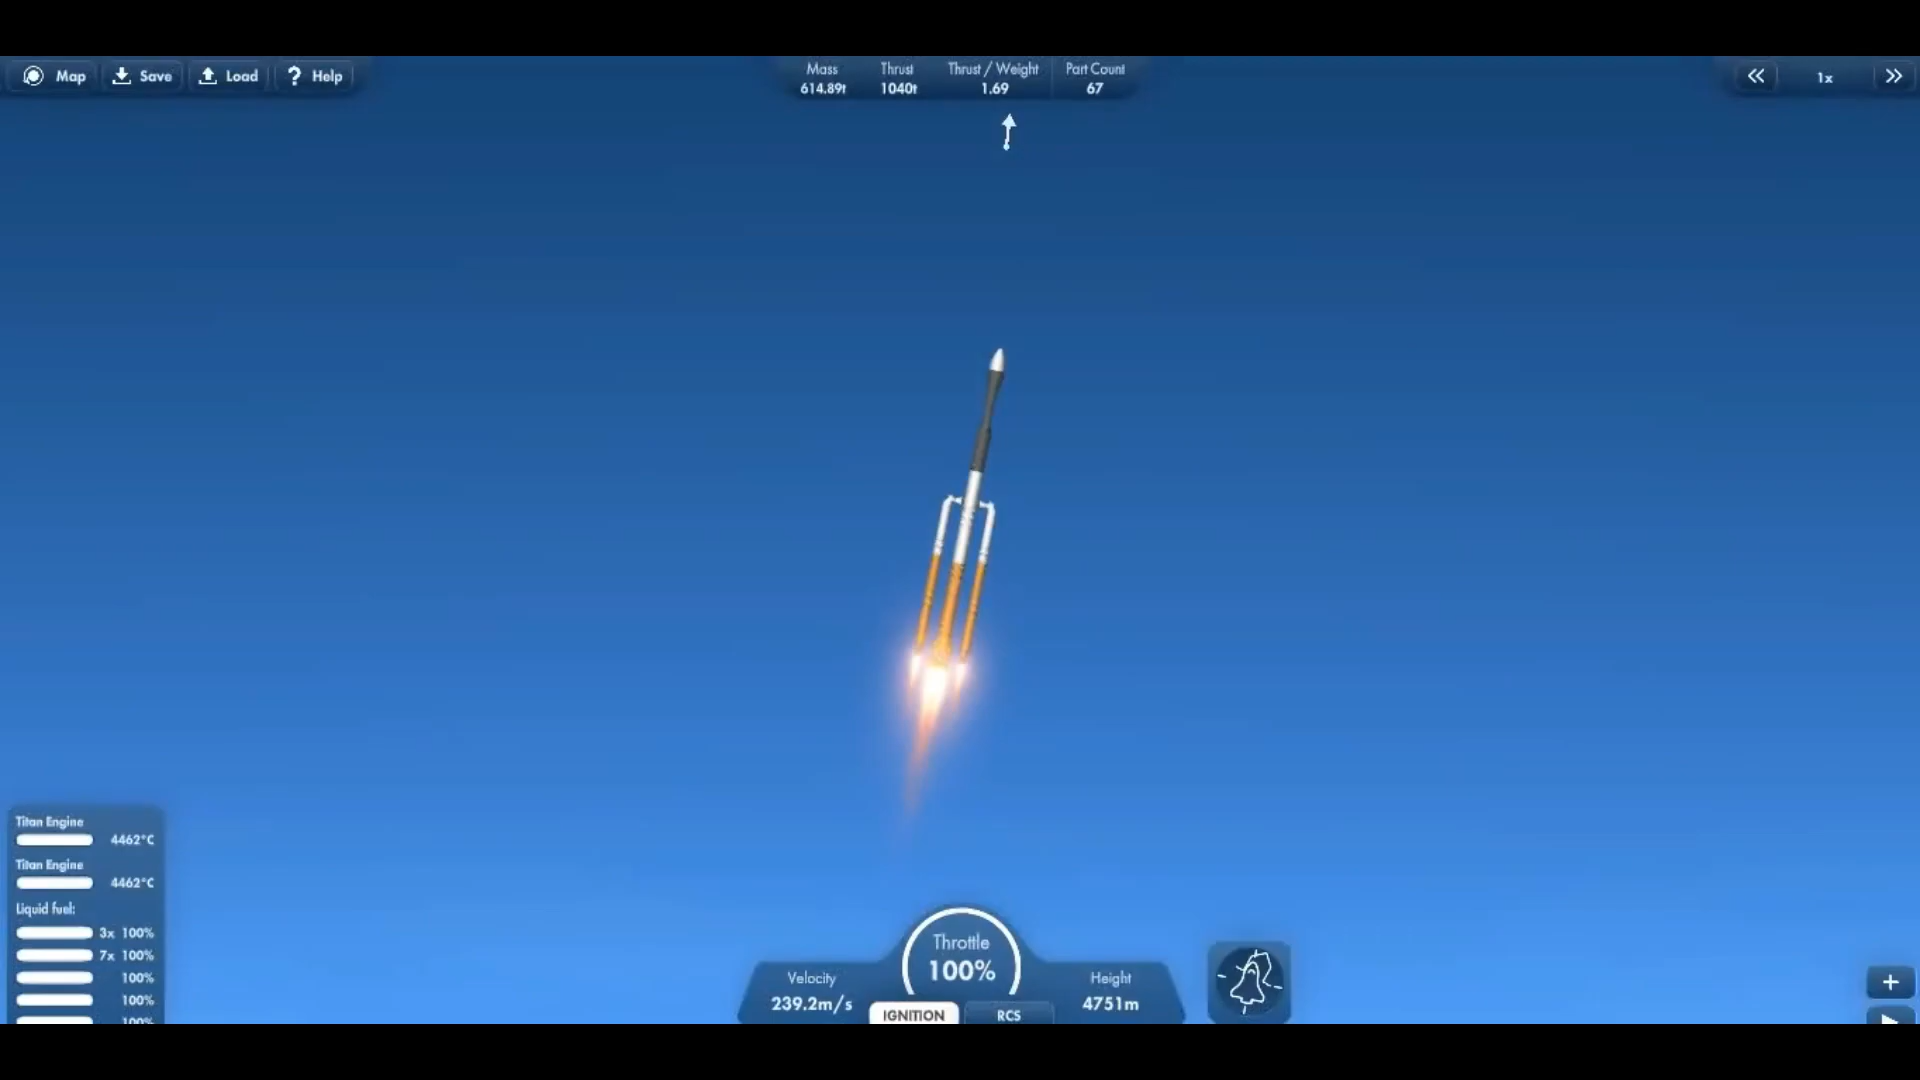 Map Save Load ? Help
Mass Thrust Thrust / Weight Part Count
614.89t 1040t 1.69 67
1x
Titan Engine
4462°C
Titan Engine
4462°C
Liquid fuel:
3x 100%
7x 100%
100%
100%
100%
Throttle
100%
Velocity
239.2m/s
Height
4751m
IGNITION RCS